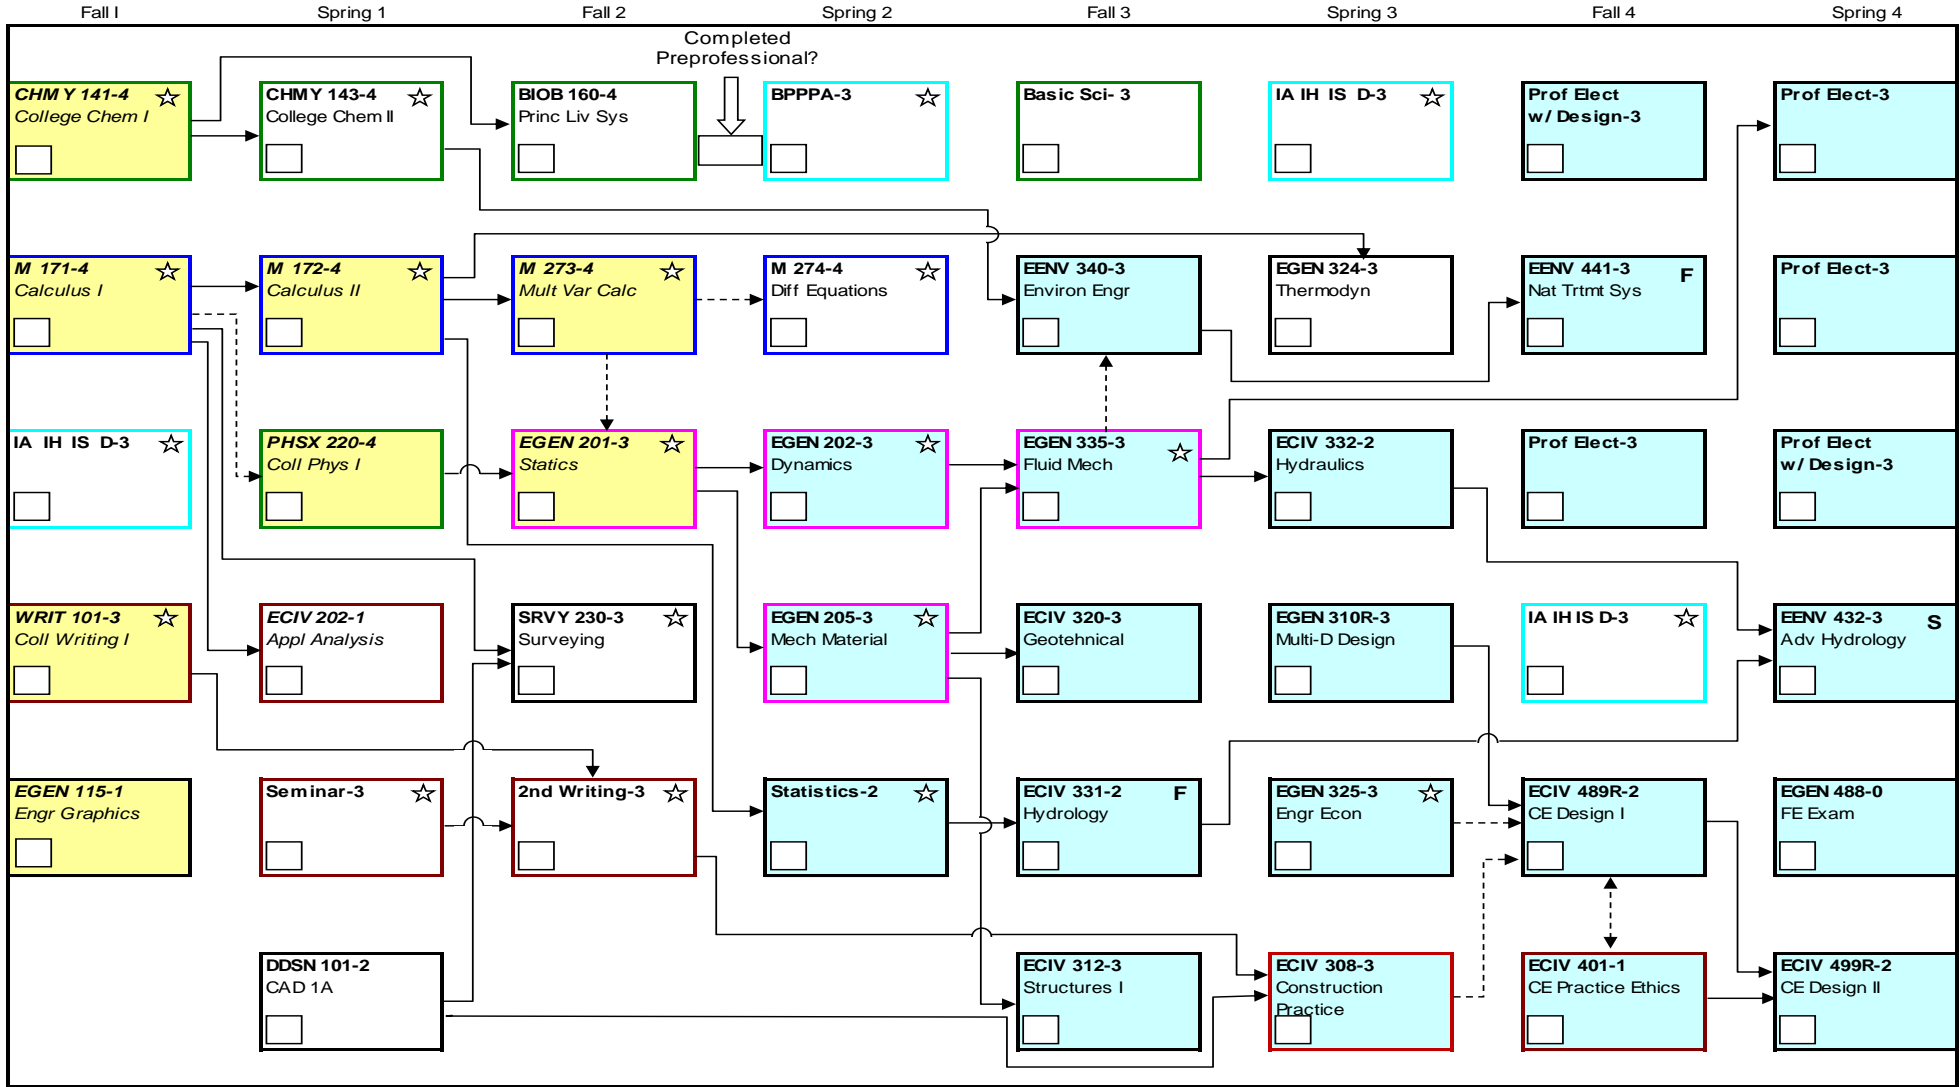 Fall I
Spring 1
Fall 2
Spring 2
Fall 3
Spring 3
Fall 4
Spring 4
Completed
Preprofessional?
CHMY 141-4
College Chem I
CHMY 143-4
College Chem II
BIOB 160-4
Princ Liv Sys
BPPPA-3
Basic Sci- 3
IA IH IS D-3
Prof Elect
w/ Design-3
Prof Elect-3
M 171-4
Calculus I
M 172-4
Calculus II
M 273-4
Mult Var Calc
M 274-4
Diff Equations
EENV 340-3
Environ Engr
EGEN 324-3
Thermodyn
EENV 441-3 F
Nat Trtmt Sys
Prof Elect-3
IA IH IS D-3
PHSX 220-4
Coll Phys I
EGEN 201-3
Statics
EGEN 202-3
Dynamics
EGEN 335-3
Fluid Mech
ECIV 332-2
Hydraulics
Prof Elect-3
Prof Elect
w/ Design-3
WRIT 101-3
Coll Writing I
ECIV 202-1
Appl Analysis
SRVY 230-3
Surveying
EGEN 205-3
Mech Material
ECIV 320-3
Geotehnical
EGEN 310R-3
Multi-D Design
IA IH IS D-3
EENV 432-3 S
Adv Hydrology
EGEN 115-1
Engr Graphics
Seminar-3
2nd Writing-3
Statistics-2
ECIV 331-2 F
Hydrology
EGEN 325-3
Engr Econ
ECIV 489R-2
CE Design I
EGEN 488-0
FE Exam
DDSN 101-2
CAD 1A
ECIV 312-3
Structures I
ECIV 308-3
Construction
Practice
ECIV 401-1
CE Practice Ethics
ECIV 499R-2
CE Design II